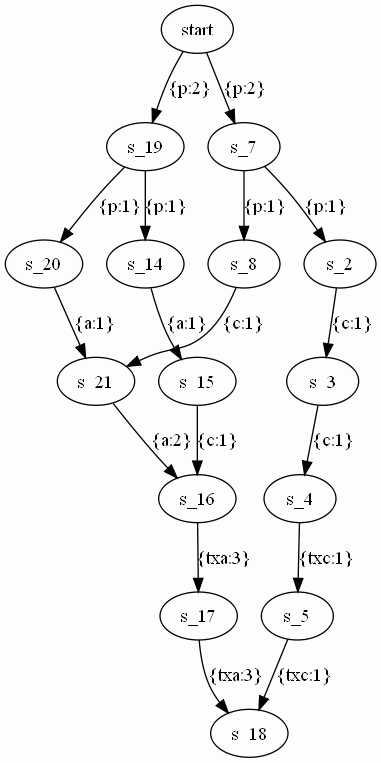 start
{p:2} {p:2}
s_19 s_7
{p:1} {p:1} {p:1} {p:1}
s_20 s_14 s_8 s_2
{a:1} {a:1} {c:1} {c:1}
s_21 s_15 s_3
{a:2} {c:1} {c:1}
s_16 s_4
{txa:3} {txc:1}
s_17 s_5
{txa:3} {txc:1}
s_18